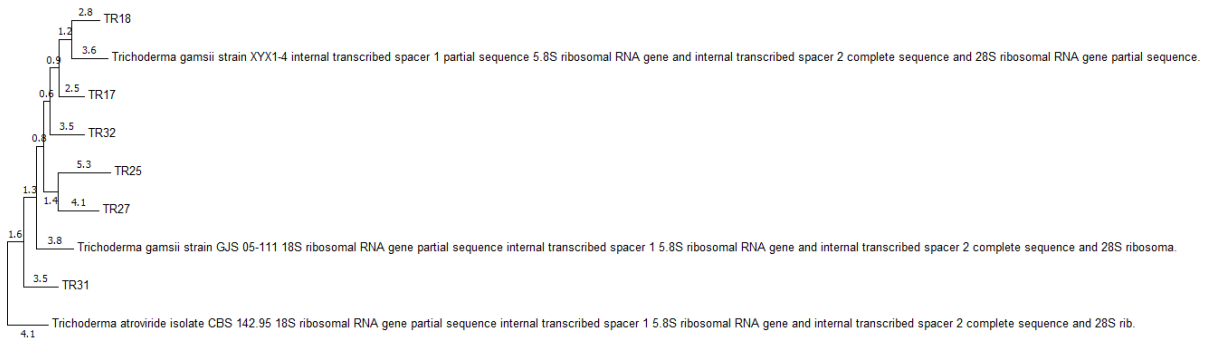 2.8
TR18
1.2
3.6
Trichoderma gamsii strain XYX1-4 internal transcribed spacer 1 partial sequence 5.8S ribosomal RNA gene and internal transcribed spacer 2 complete sequence and 28S ribosomal RNA gene partial sequence.
0.9
2.5
TR17
0.6
3.5
TR32
0.8
5.3
TR25
1.4
4.1
TR27
1.3
3.8
Trichoderma gamsii strain GJS 05-111 18S ribosomal RNA gene partial sequence internal transcribed spacer 1 5.8S ribosomal RNA gene and internal transcribed spacer 2 complete sequence and 28S ribosoma.
1.6
3.5
TR31
Trichoderma atroviride isolate CBS 142.95 18S ribosomal RNA gene partial sequence internal transcribed spacer 1 5.8S ribosomal RNA gene and internal transcribed spacer 2 complete sequence and 28S rib.
4.1